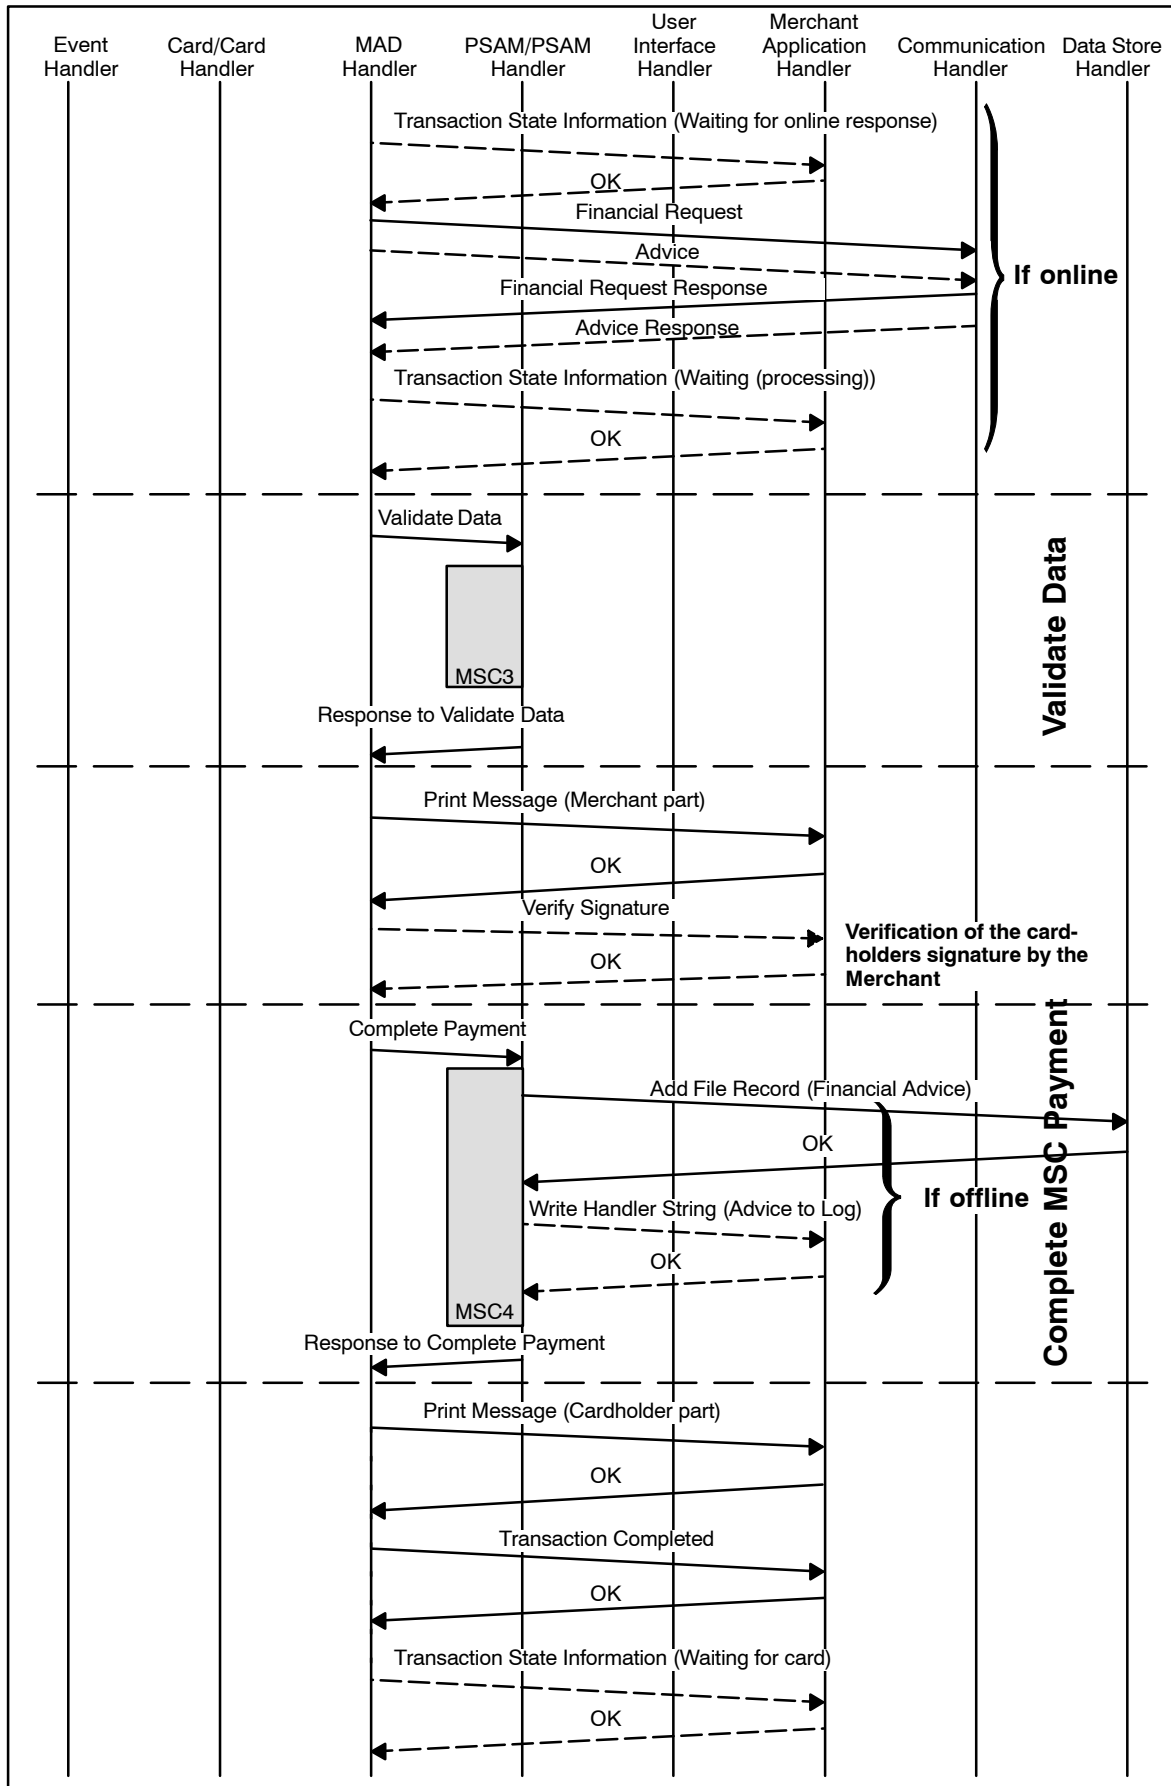 Event
Handler
Card/Card
Handler
MAD
Handler
PSAM/PSAM
Handler
User
Interface
Handler
Merchant
Application
Handler
Communication
Handler
Data Store
Handler
Transaction State Information (Waiting for online response)
OK
Financial Request
Advice
If online
Financial Request Response
Advice Response
Transaction State Information (Waiting (processing))
OK
Validate Data
Validate Data
MSC3
Response to Validate Data
Print Message (Merchant part)
OK
Verify Signature
Verification of the card-
holders signature by the
Merchant
OK
Complete MSC Payment
Complete Payment
Add File Record (Financial Advice)
OK
If offline
Write Handler String (Advice to Log)
OK
MSC4
Response to Complete Payment
Print Message (Cardholder part)
OK
Transaction Completed
OK
Transaction State Information (Waiting for card)
OK